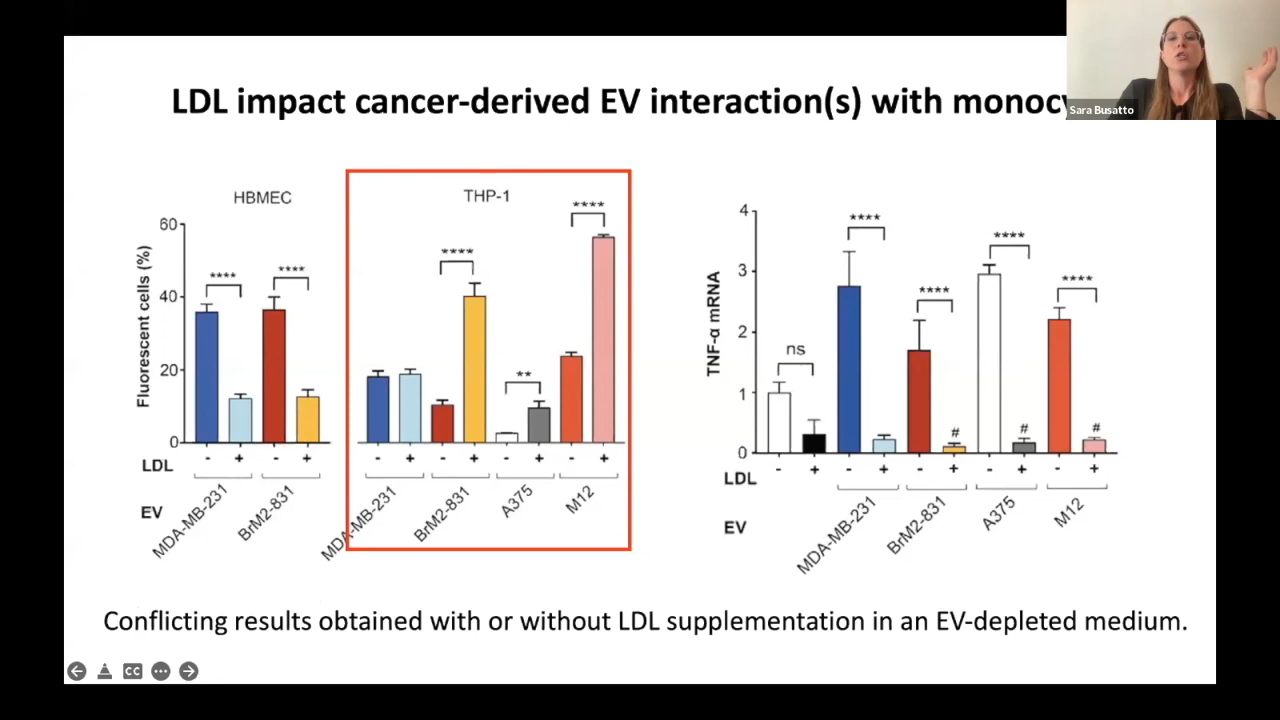 LDL impact cancer-derived EV interaction(s) with
Sara Busatto
HBMEC
THP-1
Fluorescent cells (%)
60
40
20
0
****
****
****
**
****
LDL
- + - + - + - + - + - +
EV
MDA-MB-231
BrM2-831
MDA-MB-231
BrM2-831
A375
M12
TNF-α mRNA
4
3
2
1
0
ns
****
****
****
****
#
#
#
LDL
- + - + - + - + - +
EV
MDA-MB-231
BrM2-831
A375
M12
Conflicting results obtained with or without LDL supplementation in an EV-depleted medium.
CC